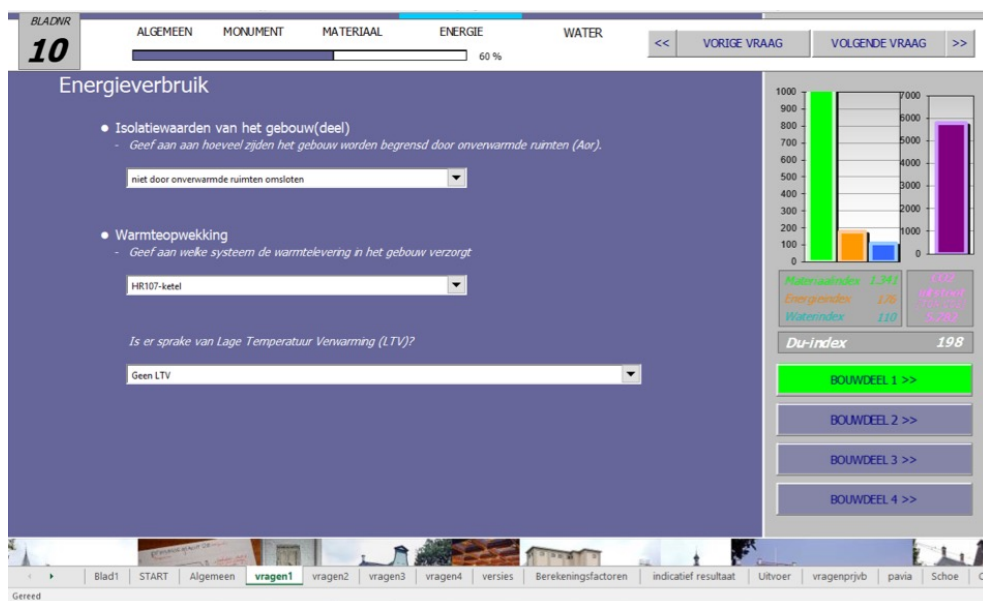 BLADNR
10
ALGEMEEN MONUMENT MATERIAAL ENERGIE WATER
60 %
<< VORIGE VRAAG VOLGENDE VRAAG >>
Energieverbruik
• Isolatiewaarden van het gebouw(deel)
- Geef aan aan hoeveel zijden het gebouw worden begrensd door onverwarmde ruimten (Aor).
niet door onverwarmde ruimten omsloten
• Warmteopwekking
- Geef aan welke systeem de warmtelevering in het gebouw verzorgt
HR107-ketel
Is er sprake van Lage Temperatuur Verwarming (LTV)?
Geen LTV
1000
900
800
700
600
500
400
300
200
100
0
7000
6000
5000
4000
3000
2000
1000
0
Materiaalindex 1.341
Energieindex 176
Waterindex 110
Du-index 198
BOUWDEEL 1 >>
BOUWDEEL 2 >>
BOUWDEEL 3 >>
BOUWDEEL 4 >>
Blad1 START Algemeen vragen1 vragen2 vragen3 vragen4 versies Berekeningsfactoren indicatief resultaat Uitvoer vragenprjvb pavia Schoe
Gereed